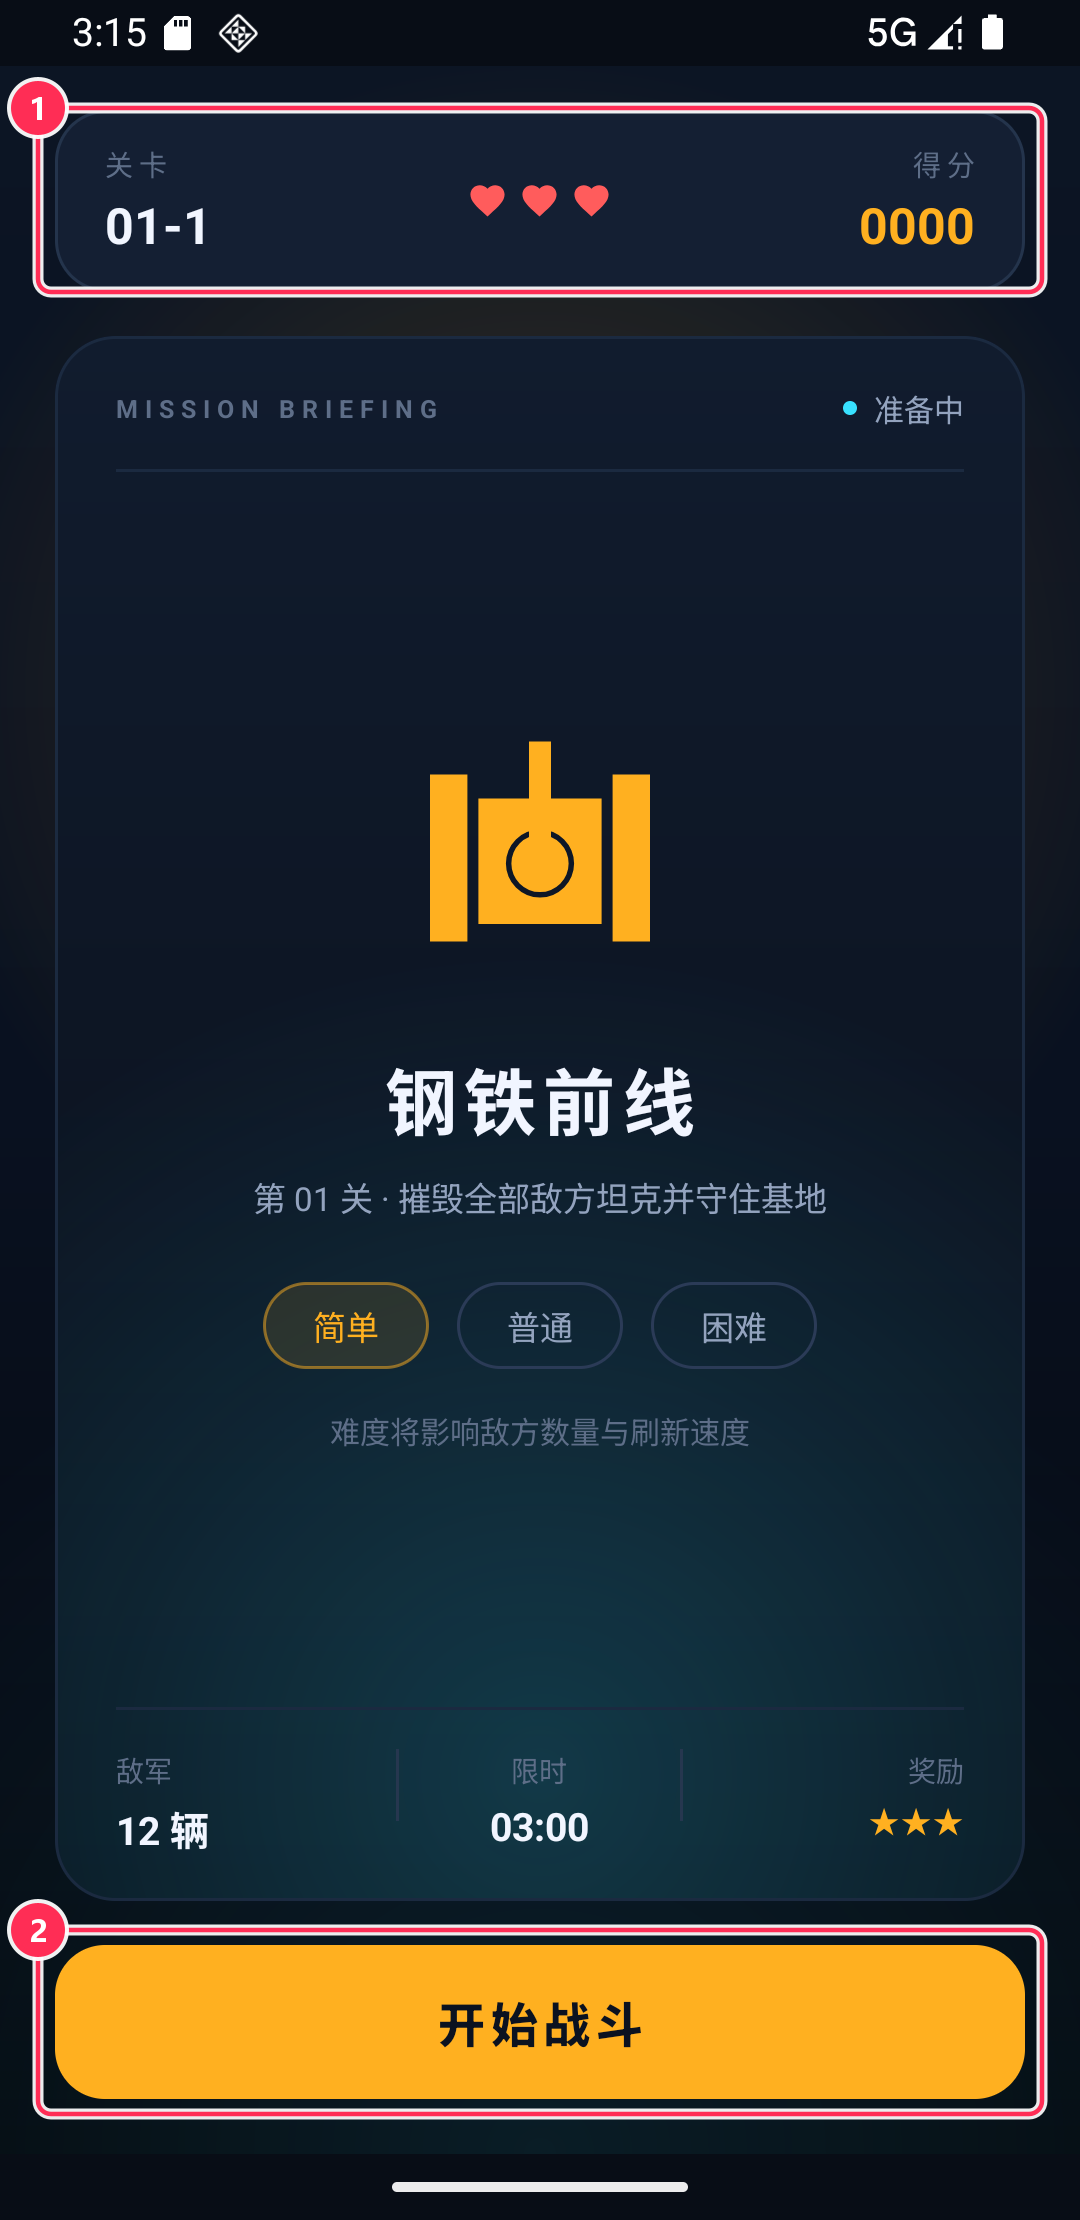 3:15
5G
1
关卡
得分
01-1
0000
MISSION BRIEFING
准备中
钢铁前线
第 01 关 · 摧毁全部敌方坦克并守住基地
简单
普通
困难
难度将影响敌方数量与刷新速度
敌军
限时
奖励
12 辆
03:00
★★★
2
开始战斗